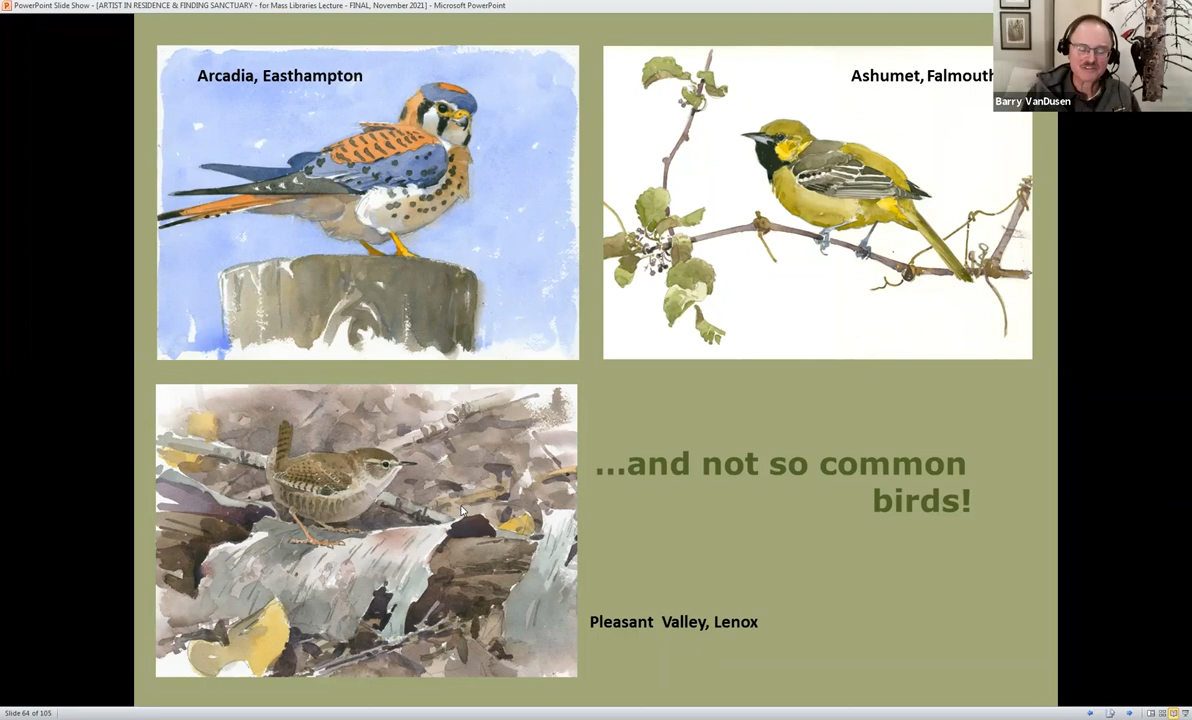 PowerPoint Slide Show - [ARTIST IN RESIDENCE & FINDING SANCTUARY - for Mass Libraries Lecture - FINAL, November 2021] - Microsoft PowerPoint
Arcadia, Easthampton
Ashumet, Falmouth
Barry VanDusen
...and not so common
birds!
Pleasant Valley, Lenox
Slide 64 of 105